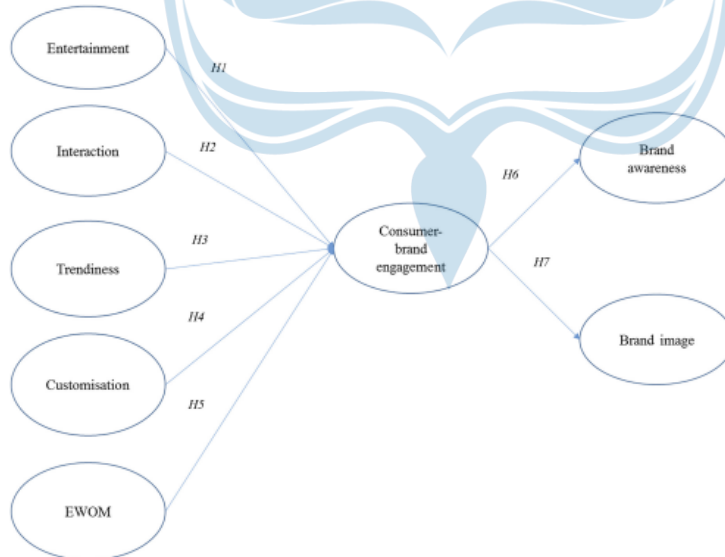 Entertainment
H1
Interaction
H2
Trendiness
H3
Customisation
H4
EWOM
H5
Consumer-
brand
engagement
H6
Brand
awareness
H7
Brand image